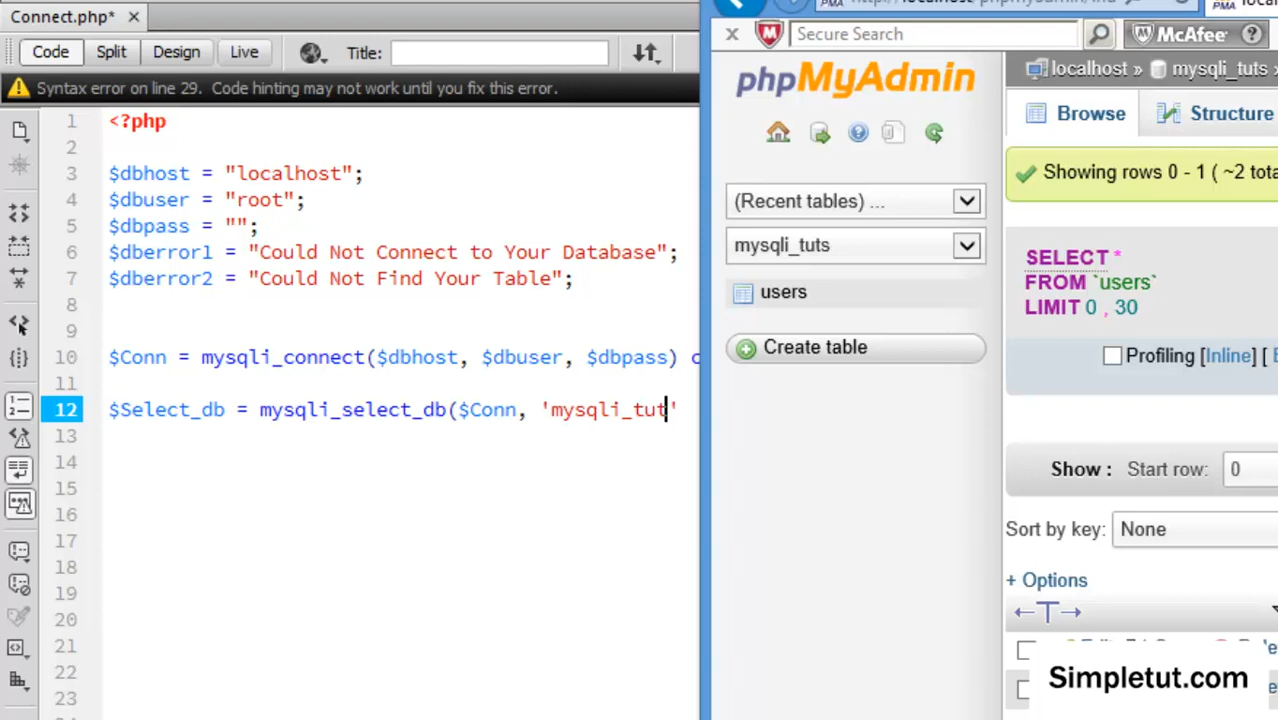 Connect.php* ×
Code Split Design Live Title:
Syntax error on line 29. Code hinting may not work until you fix this error.
1 <?php
2
3 $dbhost = "localhost";
4 $dbuser = "root";
5 $dbpass = "";
6 $dberror1 = "Could Not Connect to Your Database";
7 $dberror2 = "Could Not Find Your Table";
8
9
10 $Conn = mysqli_connect($dbhost, $dbuser, $dbpass)
11
12 $Select_db = mysqli_select_db($Conn, 'mysqli_tut'
13
14
15
16
17
18
19
20
21
22
23
PMA
Secure Search McAfee
phpMyAdmin
(Recent tables) ...
mysqli_tuts
users
Create table
localhost » mysqli_tuts »
Browse Structure
Showing rows 0 - 1 ( ~2
SELECT *
FROM `users`
LIMIT 0 , 30
Profiling [Inline] [
Show : Start row: 0
Sort by key: None
+ Options
←T→
Simpletut.com